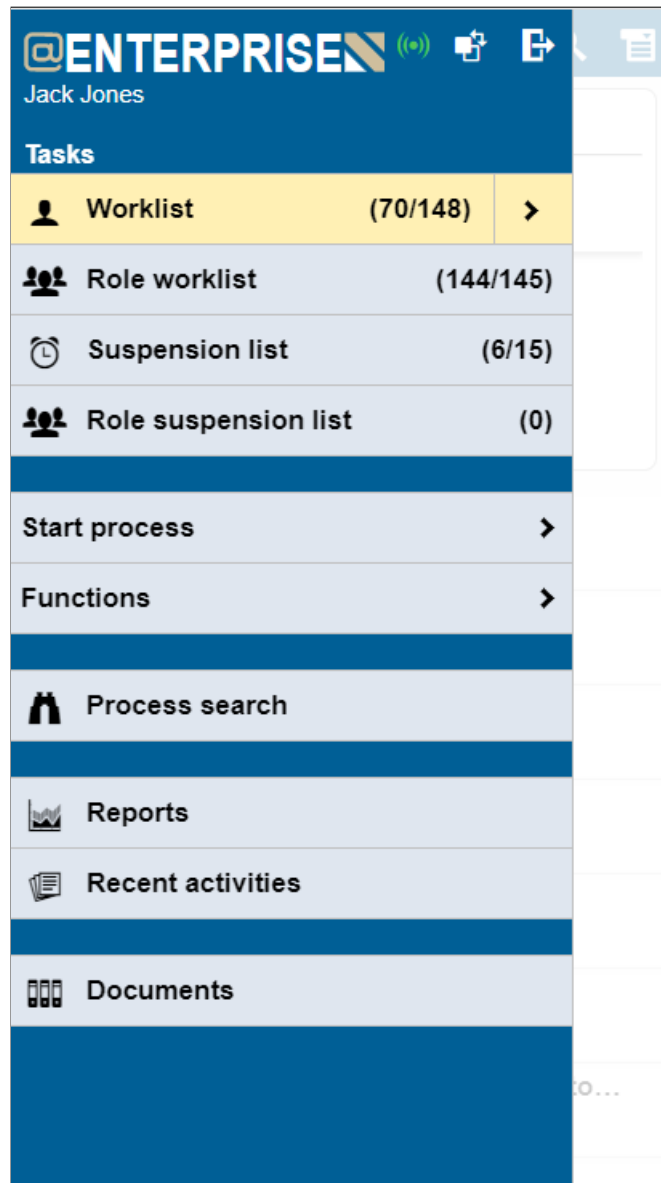 @ENTERPRISE
Jack Jones
Tasks
Worklist (70/148)
Role worklist (144/145)
Suspension list (6/15)
Role suspension list (0)
Start process
Functions
Process search
Reports
Recent activities
Documents
to...